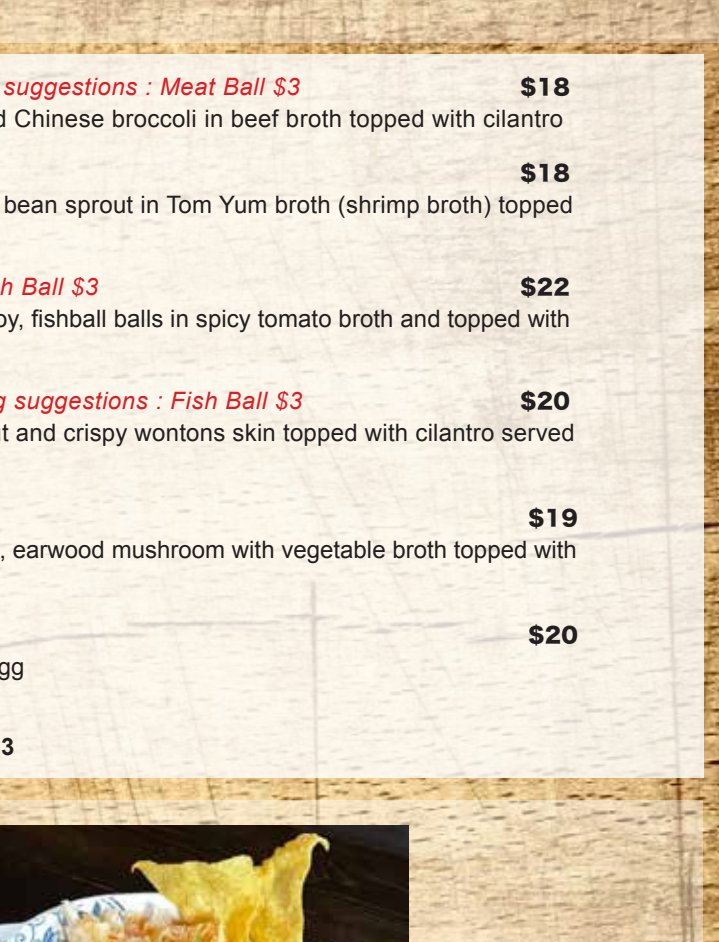 suggestions : Meat Ball $3 $18
Chinese broccoli in beef broth topped with cilantro
$18
bean sprout in Tom Yum broth (shrimp broth) topped
Ball $3 $22
fishball balls in spicy tomato broth and topped with
suggestions : Fish Ball $3 $20
and crispy wontons skin topped with cilantro served
$19
, earwood mushroom with vegetable broth topped with
$20
3